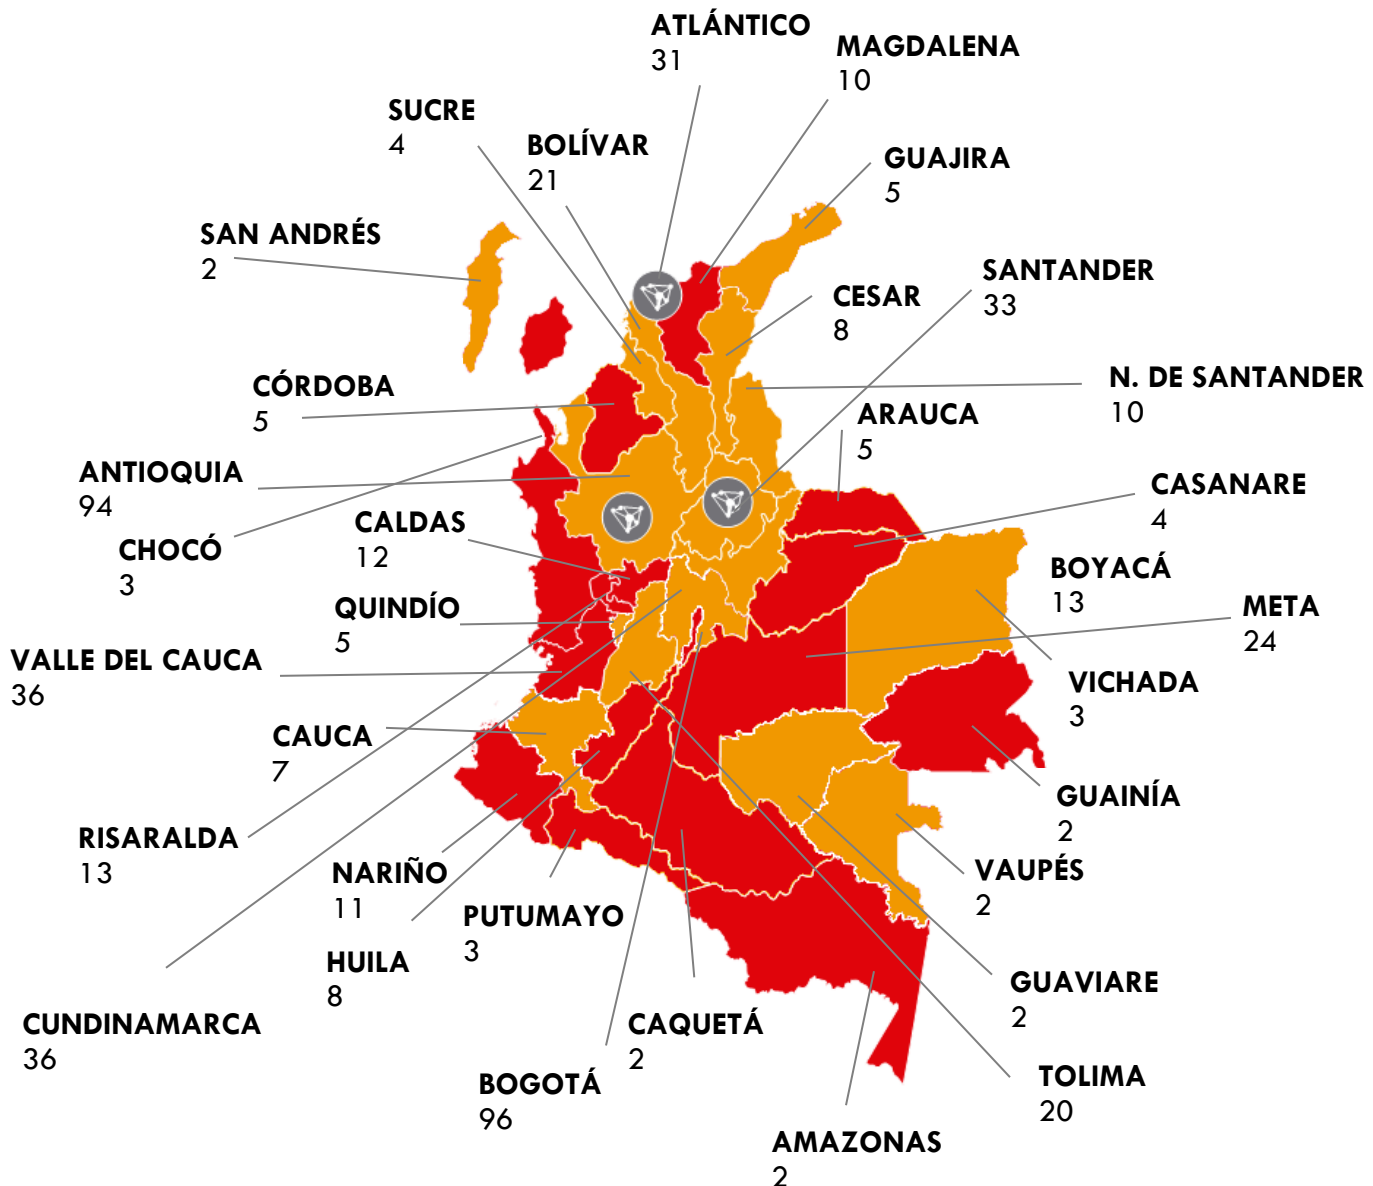 ATLÁNTICO
31
MAGDALENA
10
SUCRE
4
BOLÍVAR
21
GUAJIRA
5
SAN ANDRÉS
2
SANTANDER
33
CESAR
8
CÓRDOBA
5
N. DE SANTANDER
10
ARAUCA
5
ANTIOQUIA
94
CASANARE
4
CALDAS
12
CHOCÓ
3
BOYACÁ
13
QUINDÍO
5
META
24
VALLE DEL CAUCA
36
VICHADA
3
CAUCA
7
GUAINÍA
2
RISARALDA
13
NARIÑO
11
VAUPÉS
2
PUTUMAYO
3
HUILA
8
GUAVIARE
2
CUNDINAMARCA
36
CAQUETÁ
2
BOGOTÁ
96
TOLIMA
20
AMAZONAS
2